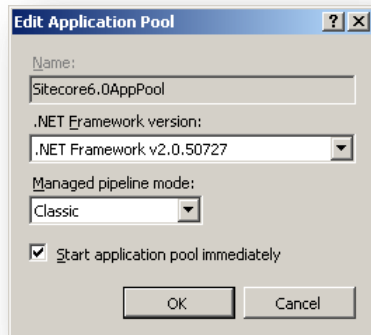 Edit Application Pool
Name:
Sitecore6.0AppPool
.NET Framework version:
.NET Framework v2.0.50727
Managed pipeline mode:
Classic
Start application pool immediately
OK Cancel